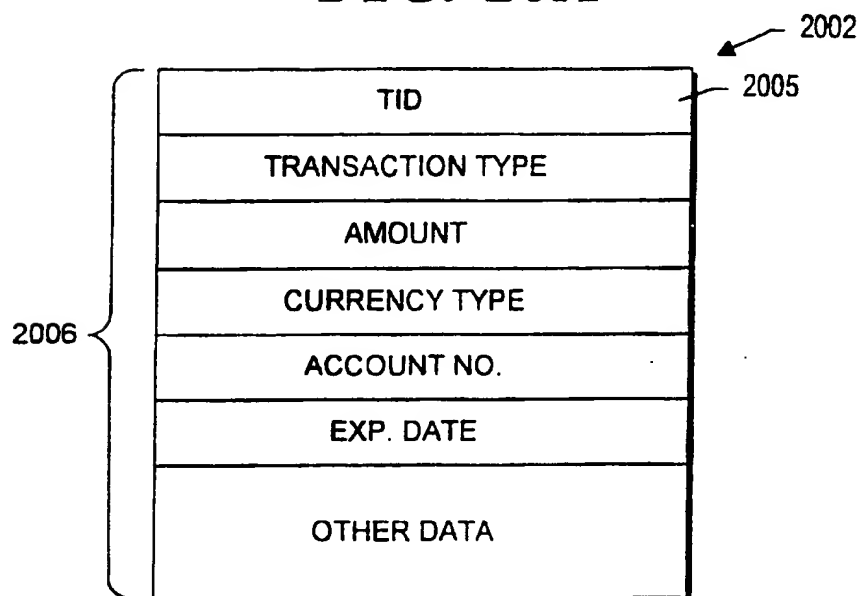 2002
TID
2005
TRANSACTION TYPE
AMOUNT
CURRENCY TYPE
2006
ACCOUNT NO.
EXP. DATE
OTHER DATA